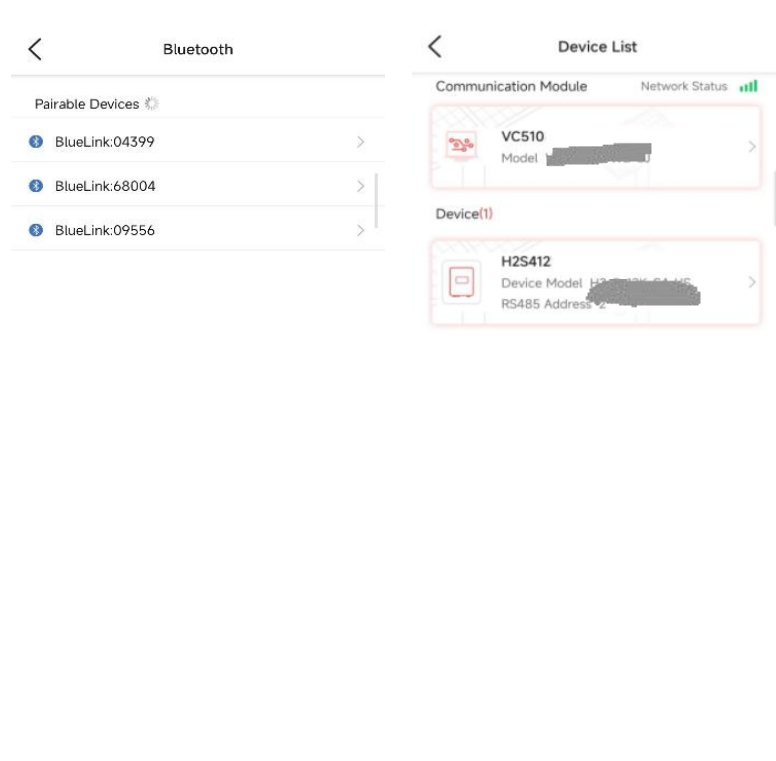 Bluetooth
Pairable Devices
BlueLink:04399
BlueLink:68004
BlueLink:09556
Device List
Communication Module Network Status
VC510
Model
Device(1)
H2S412
Device Model
RS485 Address 2